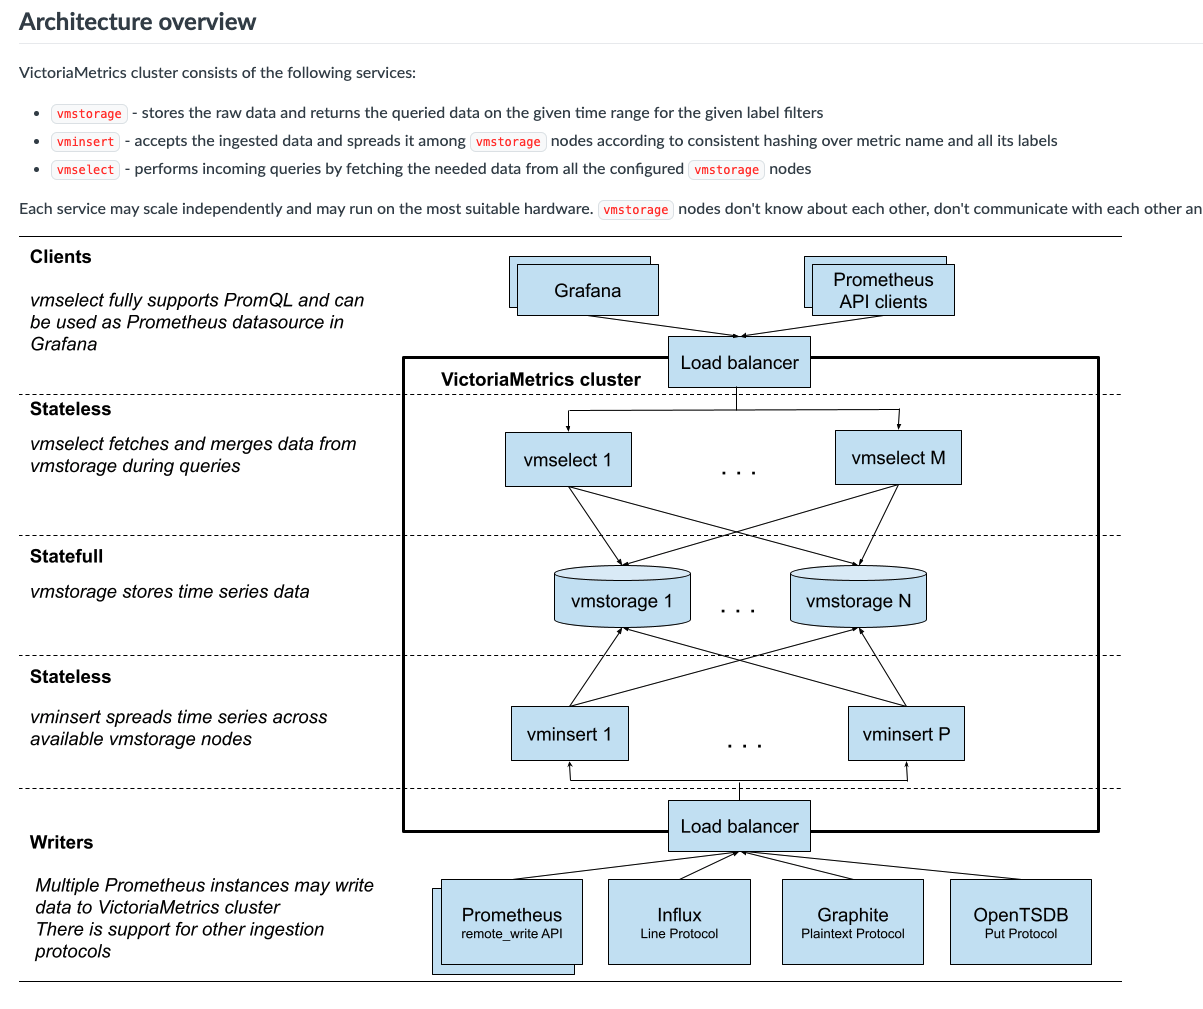 Architecture overview
VictoriaMetrics cluster consists of the following services:
vmstorage - stores the raw data and returns the queried data on the given time range for the given label filters
vminsert - accepts the ingested data and spreads it among vmstorage nodes according to consistent hashing over metric name and all its labels
vmselect - performs incoming queries by fetching the needed data from all the configured vmstorage nodes
Each service may scale independently and may run on the most suitable hardware. vmstorage nodes don't know about each other, don't communicate with each other an
Clients
vmselect fully supports PromQL and can
be used as Prometheus datasource in
Grafana
Grafana
Prometheus
API clients
Load balancer
VictoriaMetrics cluster
Stateless
vmselect fetches and merges data from
vmstorage during queries
vmselect 1
. . .
vmselect M
Statefull
vmstorage stores time series data
vmstorage 1
. . .
vmstorage N
Stateless
vminsert spreads time series across
available vmstorage nodes
vminsert 1
. . .
vminsert P
Load balancer
Writers
Multiple Prometheus instances may write
data to VictoriaMetrics cluster
There is support for other ingestion
protocols
Prometheus
remote_write API
Influx
Line Protocol
Graphite
Plaintext Protocol
OpenTSDB
Put Protocol